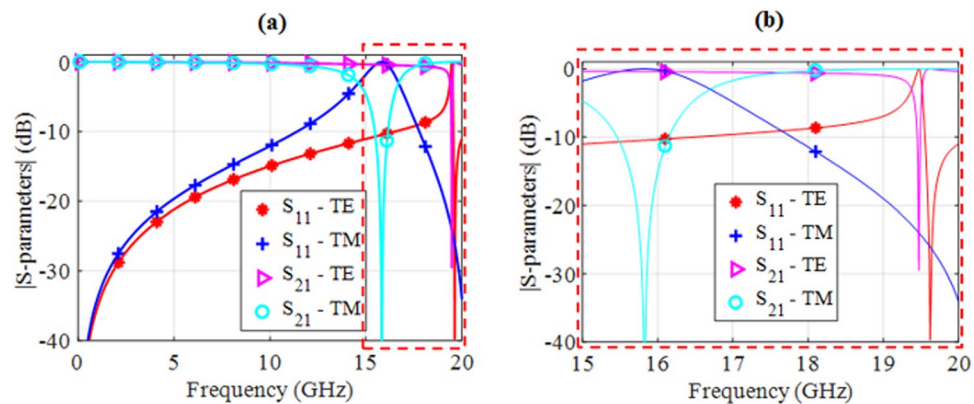 (a)
|S-parameters| (dB)
0
-10
-20
-30
-40
S11 - TE
S11 - TM
S21 - TE
S21 - TM
0 5 10 15 20
Frequency (GHz)
(b)
|S-parameters| (dB)
0
-10
-20
-30
-40
S11 - TE
S11 - TM
S21 - TE
S21 - TM
15 16 17 18 19 20
Frequency (GHz)